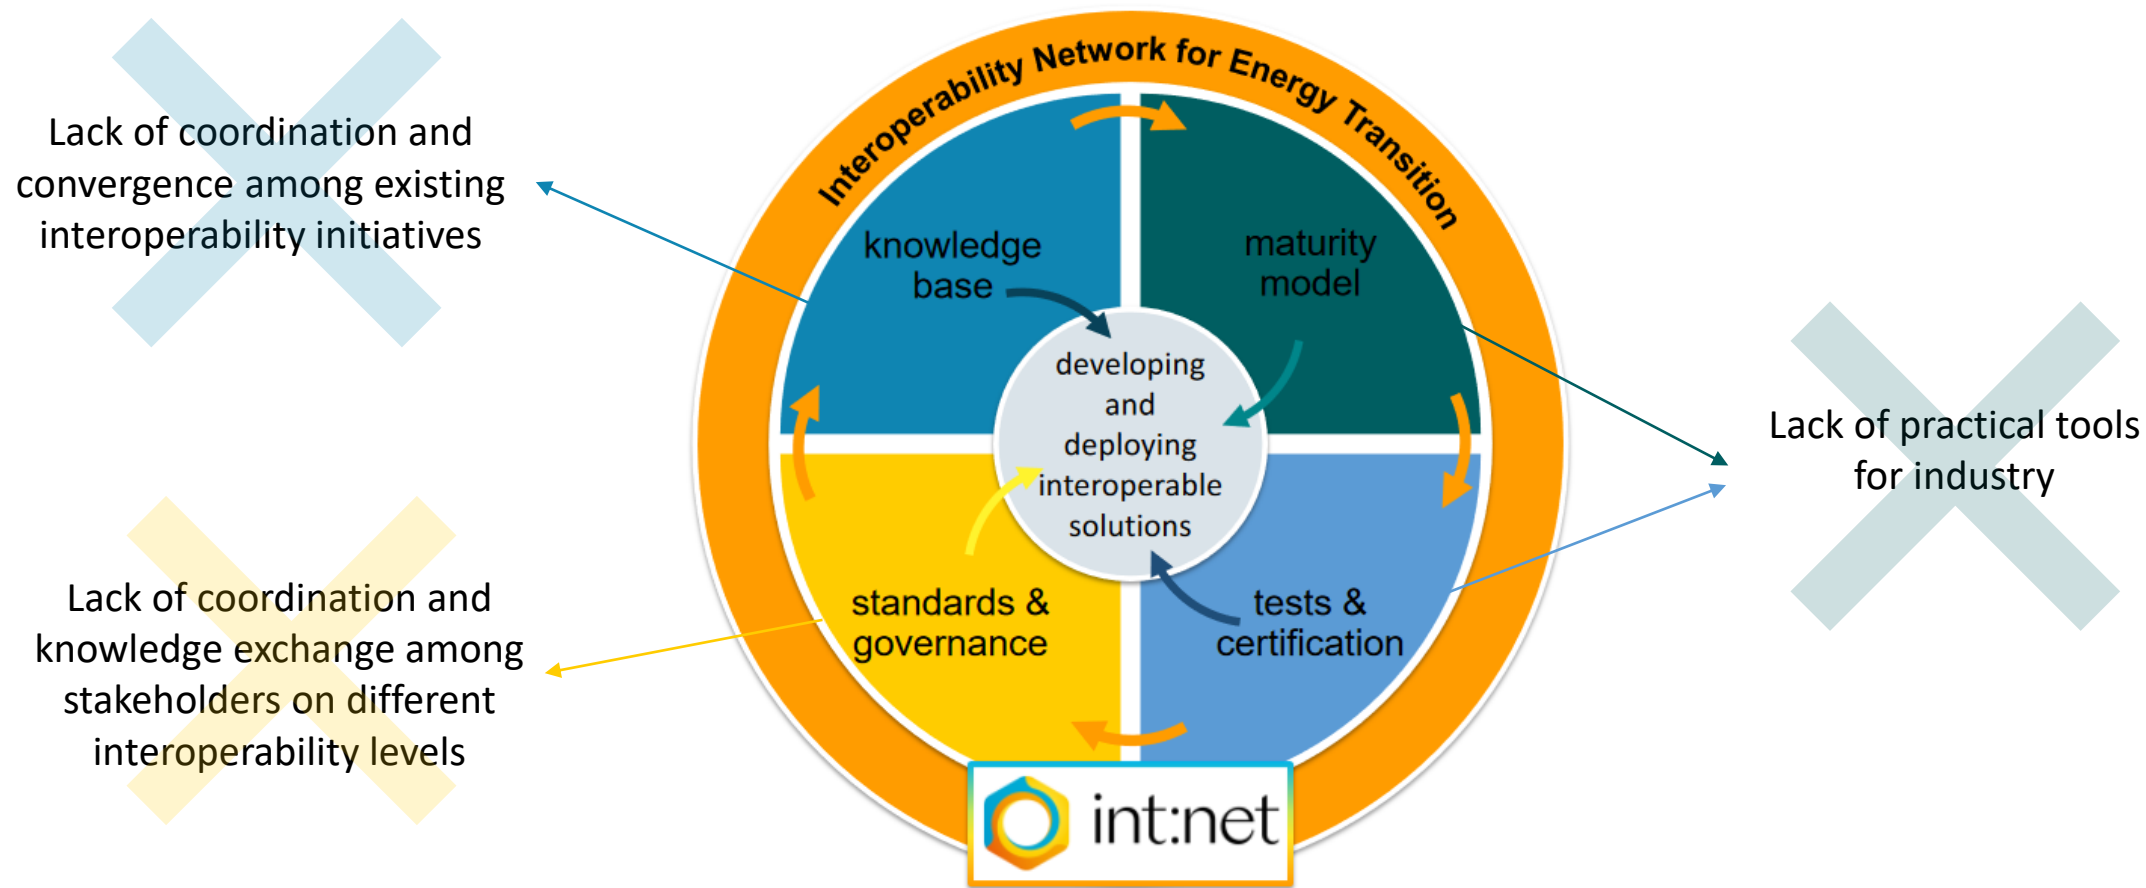 Lack of coordination and
convergence among existing
interoperability initiatives
Lack of coordination and
knowledge exchange among
stakeholders on different
interoperability levels
Interoperability Network for Energy Transition
knowledge
base
maturity
model
developing
and
deploying
interoperable
solutions
standards &
governance
tests &
certification
int:net
Lack of practical tools
for industry